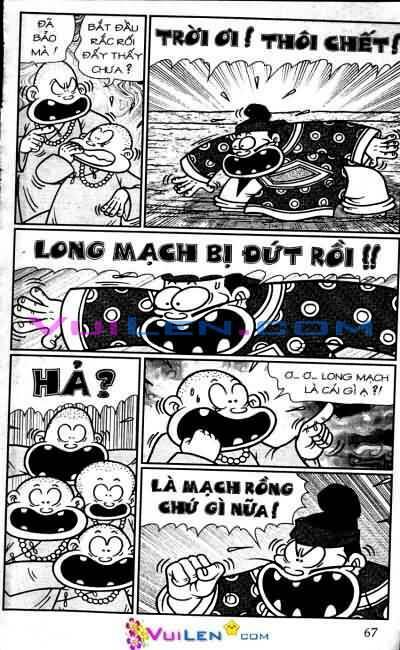 ĐÃ
BẢO
MÀ!
BẮT ĐẦU
RẮC RỐI
ĐẤY THẤY
CHƯA?
TRỜI ƠI! THÔI CHẾT!
LONG MẠCH BỊ ĐỨT RỒI!!
VuiLen.com
HẢ?
Ơ.. Ơ.. LONG MẠCH
LÀ CÁI GÌ Ạ?!
LÀ MẠCH RỒNG
CHỨ GÌ NỮA!
VuiLen.com
67